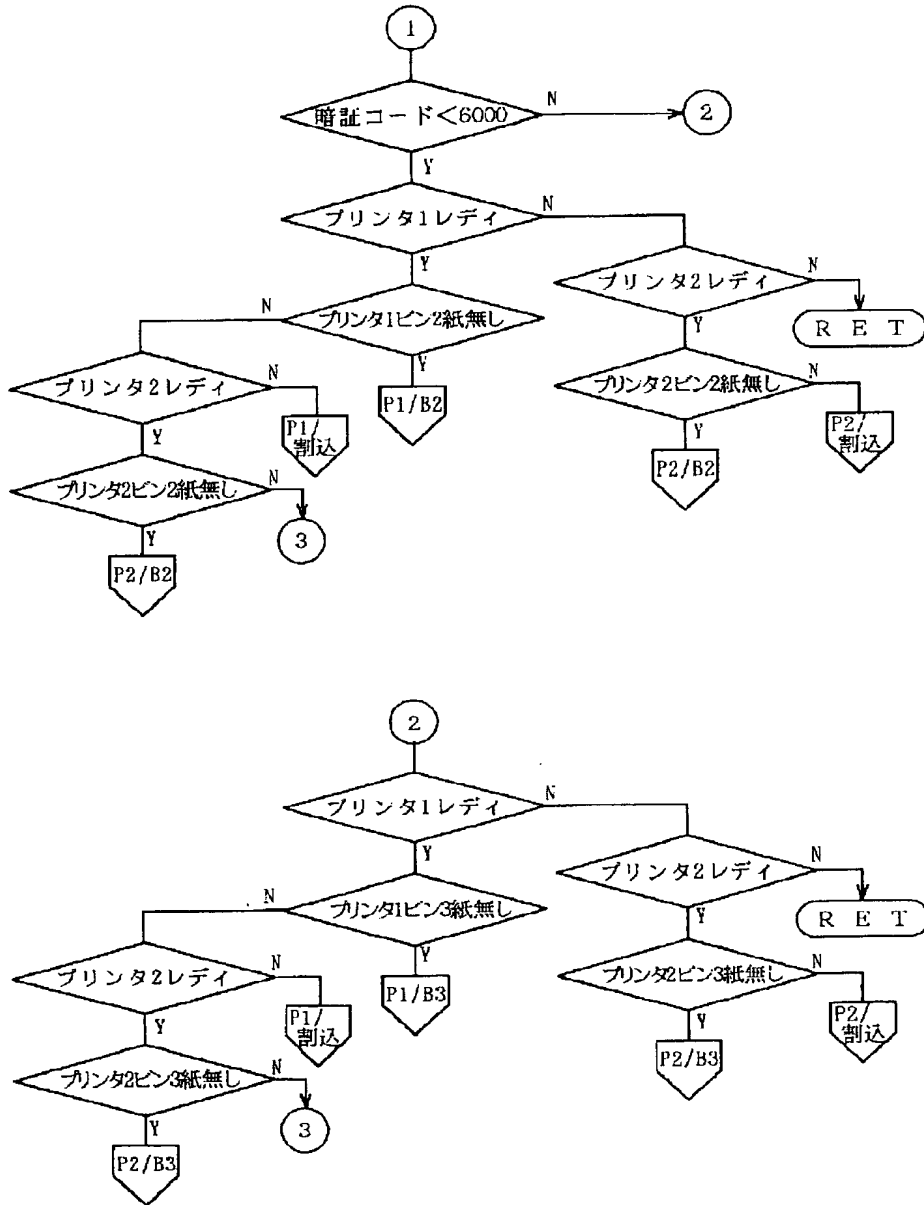 1
暗証コード<6000
N
2
Y
プリンタ1レディ
N
Y
プリンタ2レディ
N
R E T
Y
N
プリンタ1ビン2紙無し
Y
P1/B2
プリンタ2ビン2紙無し
N
P2/
割込
Y
P2/B2
プリンタ2レディ
N
P1/
割込
Y
プリンタ2ビン2紙無し
N
3
Y
P2/B2
2
プリンタ1レディ
N
Y
プリンタ2レディ
N
R E T
Y
N
プリンタ1ビン3紙無し
Y
P1/B3
プリンタ2ビン3紙無し
N
P2/
割込
Y
P2/B3
プリンタ2レディ
N
P1/
割込
Y
プリンタ2ビン3紙無し
N
3
Y
P2/B3